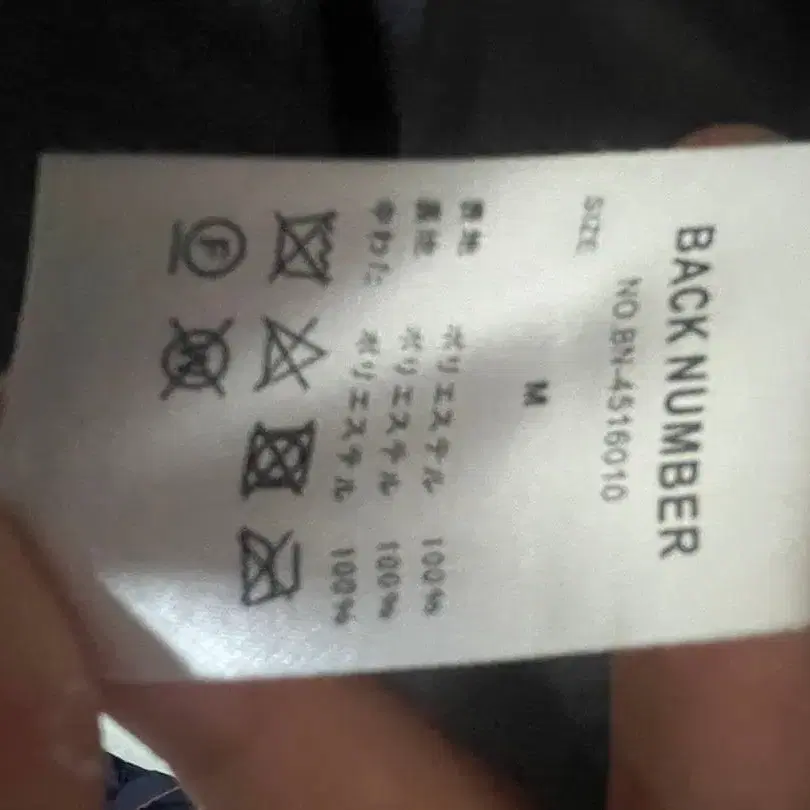 BACK NUMBER
NO.BN-4516010
SIZE
M
表地 ポリエステル 100%
裏地 ポリエステル 100%
中わた ポリエステル 100%
F
W